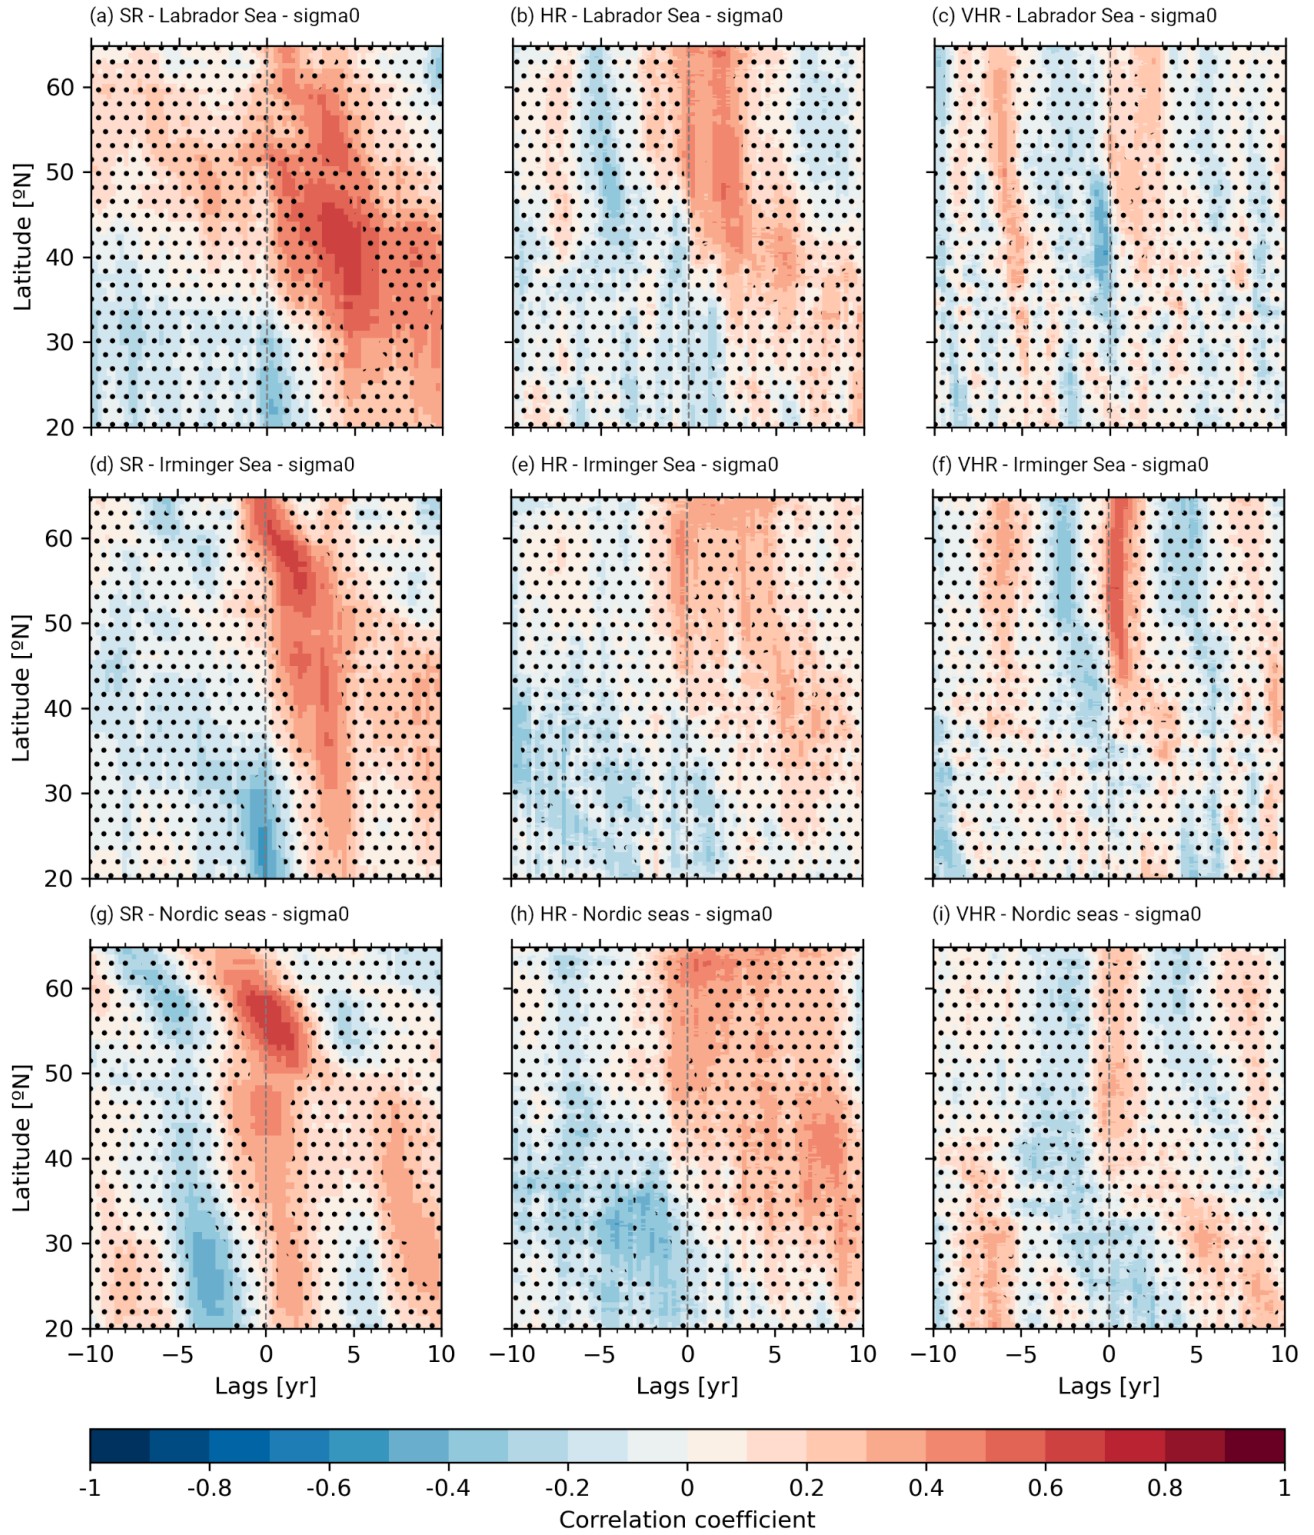 (a) SR - Labrador Sea - sigma0
(b) HR - Labrador Sea - sigma0
(c) VHR - Labrador Sea - sigma0
60
50
40
30
20
Latitude [ºN]
(d) SR - Irminger Sea - sigma0
(e) HR - Irminger Sea - sigma0
(f) VHR - Irminger Sea - sigma0
60
50
40
30
20
Latitude [ºN]
(g) SR - Nordic seas - sigma0
(h) HR - Nordic seas - sigma0
(i) VHR - Nordic seas - sigma0
60
50
40
30
20
Latitude [ºN]
−10 −5 0 5 10
−10 −5 0 5 10
−10 −5 0 5 10
Lags [yr]
Lags [yr]
Lags [yr]
-1 -0.8 -0.6 -0.4 -0.2 0 0.2 0.4 0.6 0.8 1
Correlation coefficient